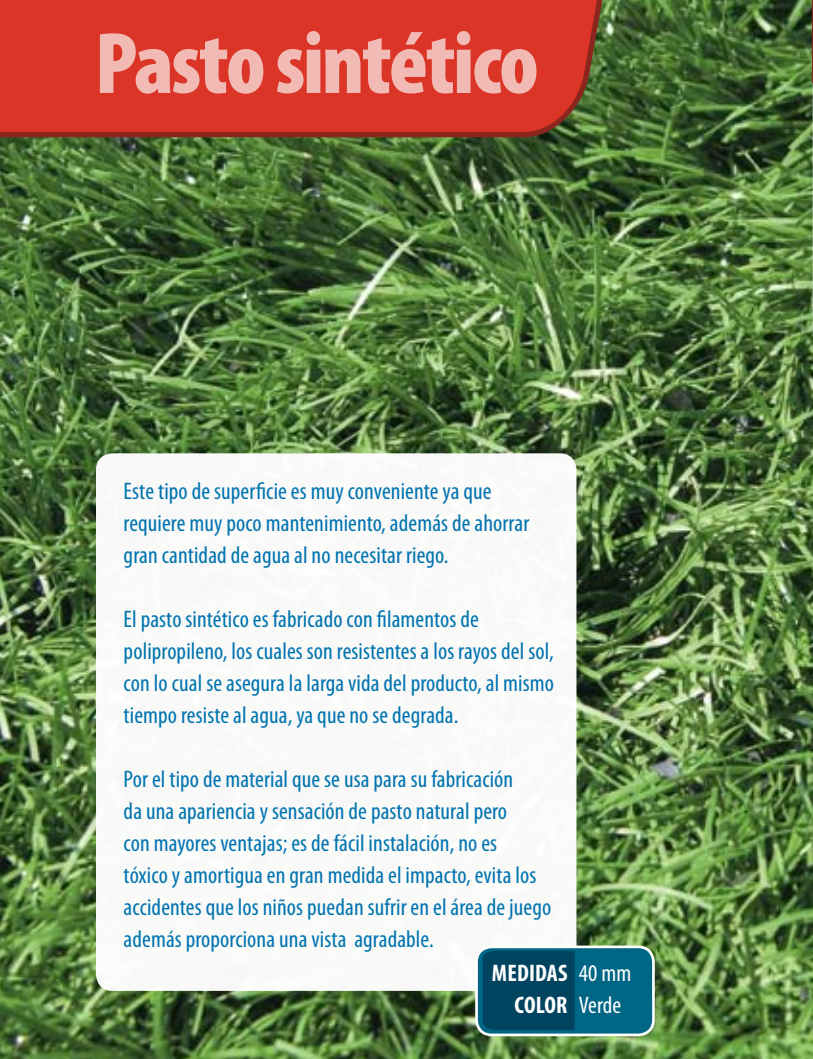 Pasto sintético
Este tipo de superficie es muy conveniente ya que
requiere muy poco mantenimiento, además de ahorrar
gran cantidad de agua al no necesitar riego.
El pasto sintético es fabricado con filamentos de
polipropileno, los cuales son resistentes a los rayos del sol,
con lo cual se asegura la larga vida del producto, al mismo
tiempo resiste al agua, ya que no se degrada.
Por el tipo de material que se usa para su fabricación
da una apariencia y sensación de pasto natural pero
con mayores ventajas; es de fácil instalación, no es
tóxico y amortigua en gran medida el impacto, evita los
accidentes que los niños puedan sufrir en el área de juego
además proporciona una vista  agradable.
MEDIDAS 40 mm
COLOR Verde